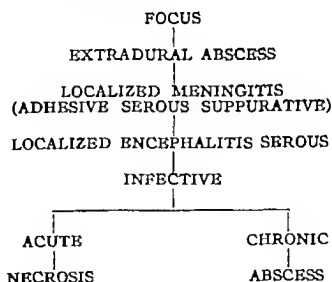 FOCUS
EXTRADURAL ABSCESS
LOCALIZED MENINGITIS
(ADHESIVE SEROUS SUPPURATIVE)
LOCALIZED ENCEPHALITIS SEROUS
INFECTIVE
ACUTE CHRONIC
NECROSIS ABSCESS